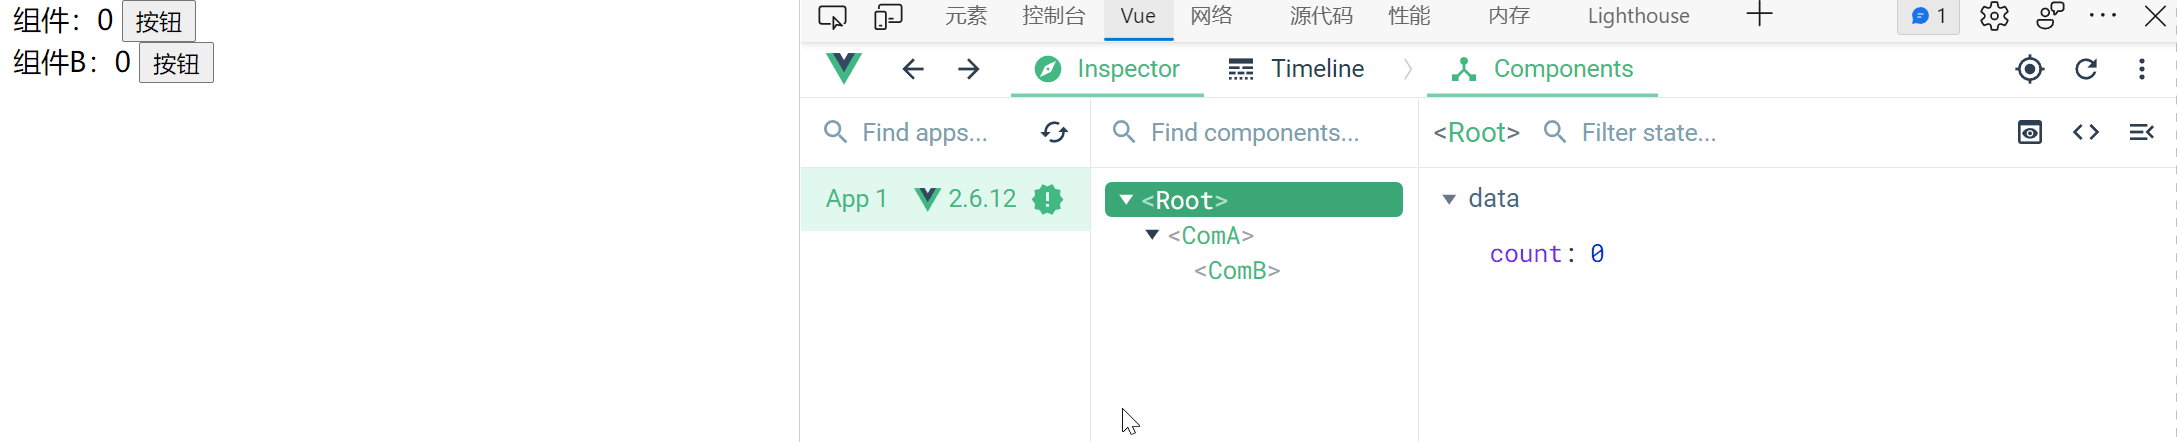 组件：0 按钮
组件B：0 按钮
元素 控制台 Vue 网络 源代码 性能 内存 Lighthouse 1
Inspector Timeline Components
Find apps... Find components... <Root> Filter state...
App 1 2.6.12
<Root>
<ComA>
<ComB>
data
count: 0